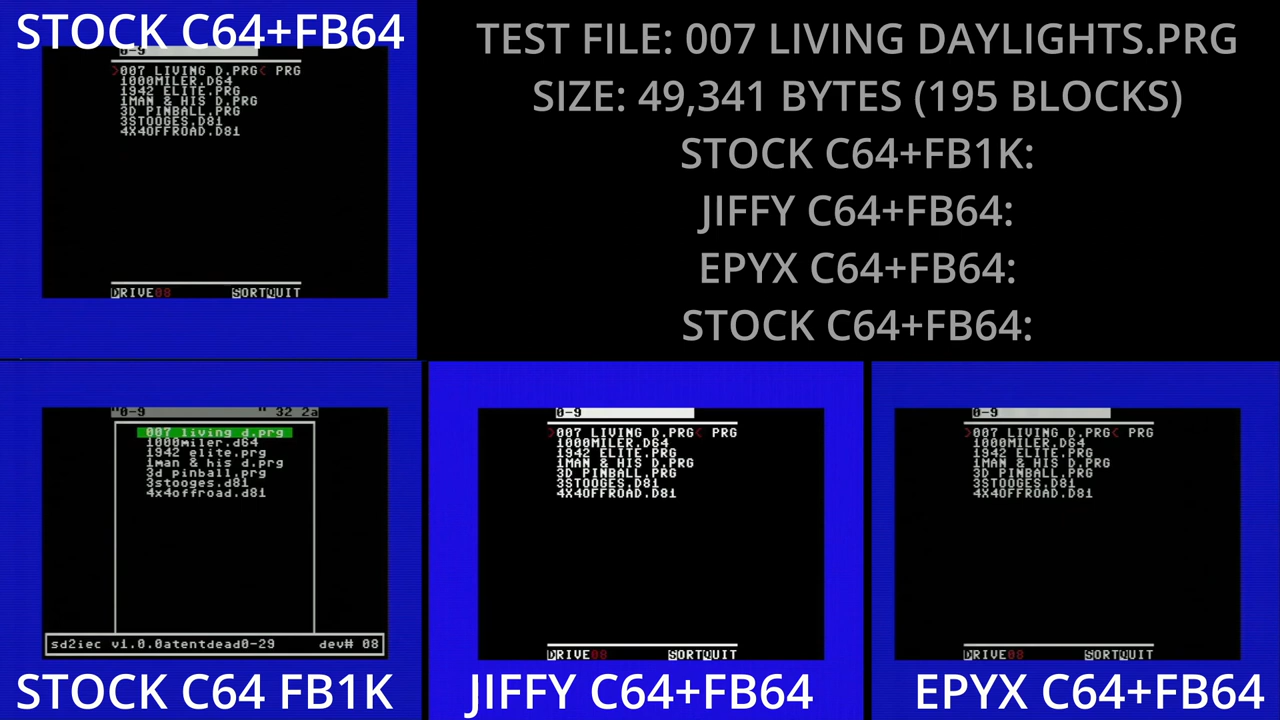 STOCK C64+FB64
0-9
>007 LIVING D.PRG< PRG
1000MILER.D64
1942 ELITE.PRG
1MAN & HIS D.PRG
3D PINBALL.PRG
3STOOGES.D81
4X4OFFROAD.D81
DRIVE08 SORTQUIT
TEST FILE: 007 LIVING DAYLIGHTS.PRG
SIZE: 49,341 BYTES (195 BLOCKS)
STOCK C64+FB1K:
JIFFY C64+FB64:
EPYX C64+FB64:
STOCK C64+FB64:
"0-9 " 32 2a
007 living d.prg
1000miler.d64
1942 elite.prg
1man & his d.prg
3d pinball.prg
3stooges.d81
4x4offroad.d81
sd2iec v1.0.0atentdead0-29 dev# 08
STOCK C64 FB1K
0-9
>007 LIVING D.PRG< PRG
1000MILER.D64
1942 ELITE.PRG
1MAN & HIS D.PRG
3D PINBALL.PRG
3STOOGES.D81
4X4OFFROAD.D81
DRIVE08 SORTQUIT
JIFFY C64+FB64
0-9
>007 LIVING D.PRG< PRG
1000MILER.D64
1942 ELITE.PRG
1MAN & HIS D.PRG
3D PINBALL.PRG
3STOOGES.D81
4X4OFFROAD.D81
DRIVE08 SORTQUIT
EPYX C64+FB64